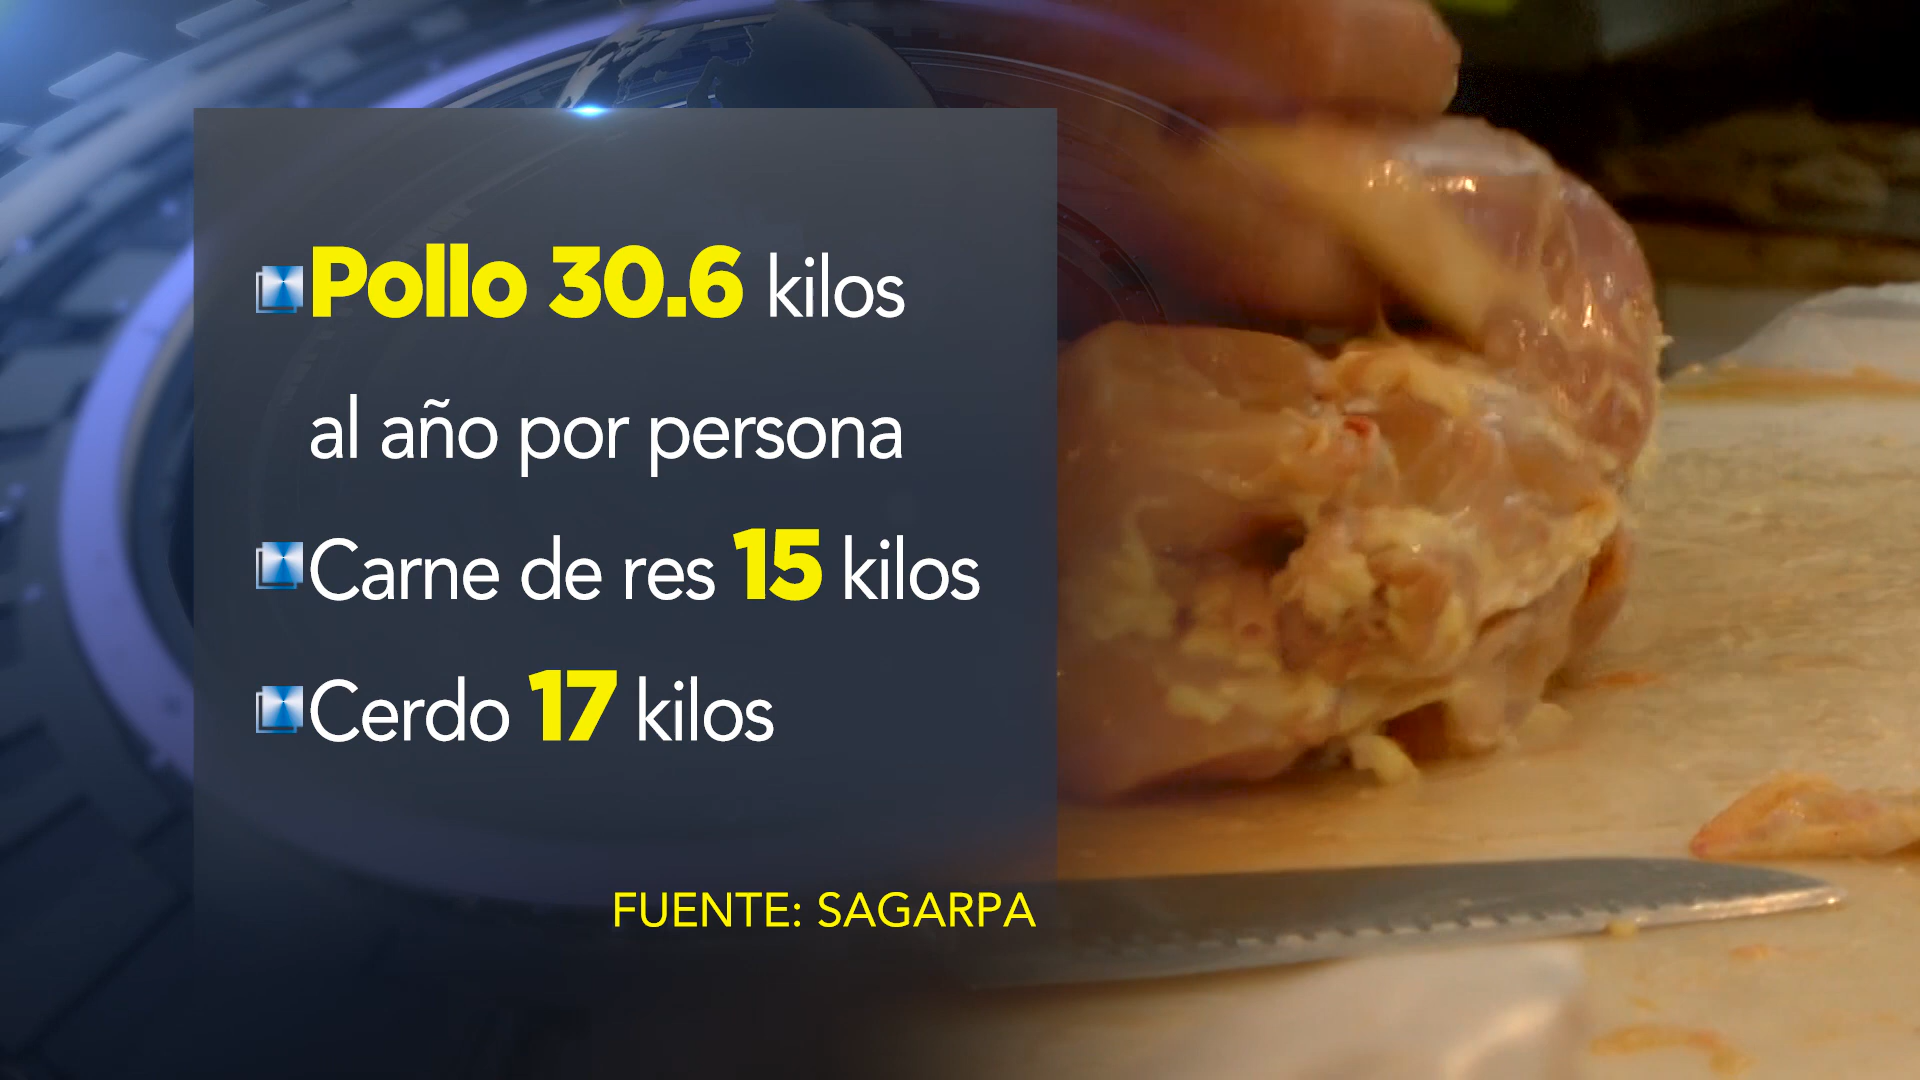 Pollo 30.6 kilos
al año por persona
Carne de res 15 kilos
Cerdo 17 kilos
FUENTE: SAGARPA